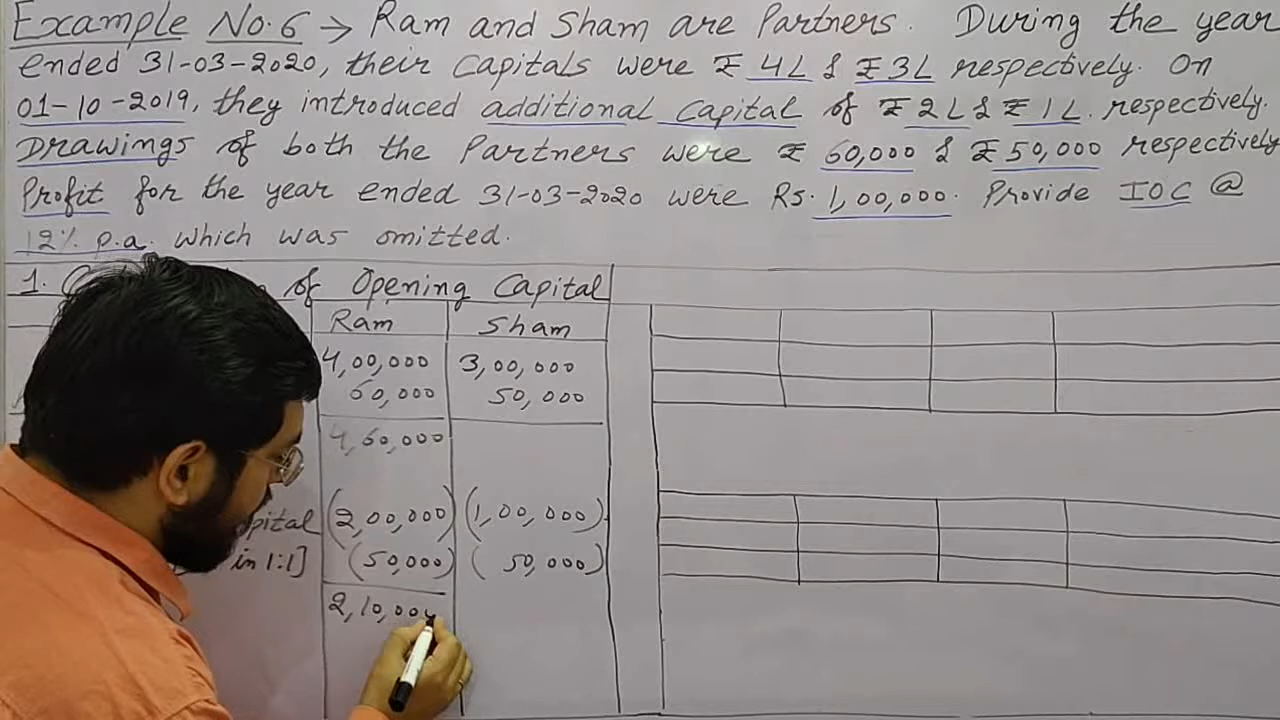 Example No.6 → Ram and Sham are Partners. During the year
ended 31-03-2020, their Capitals were ₹ 4L & ₹ 3L respectively. On
01-10-2019, they introduced additional Capital of ₹ 2L & ₹ 1L. respectively.
Drawings of both the Partners were ₹ 60,000 & ₹ 50,000 respectively
Profit for the year ended 31-03-2020 were Rs. 1,00,000. Provide IOC @
12% p.a. which was omitted.
1. of Opening Capital
Ram Sham
4,00,000 3,00,000
60,000 50,000
4,60,000
(2,00,000) (1,00,000)
in 1:1] (50,000) (50,000)
2,10,000